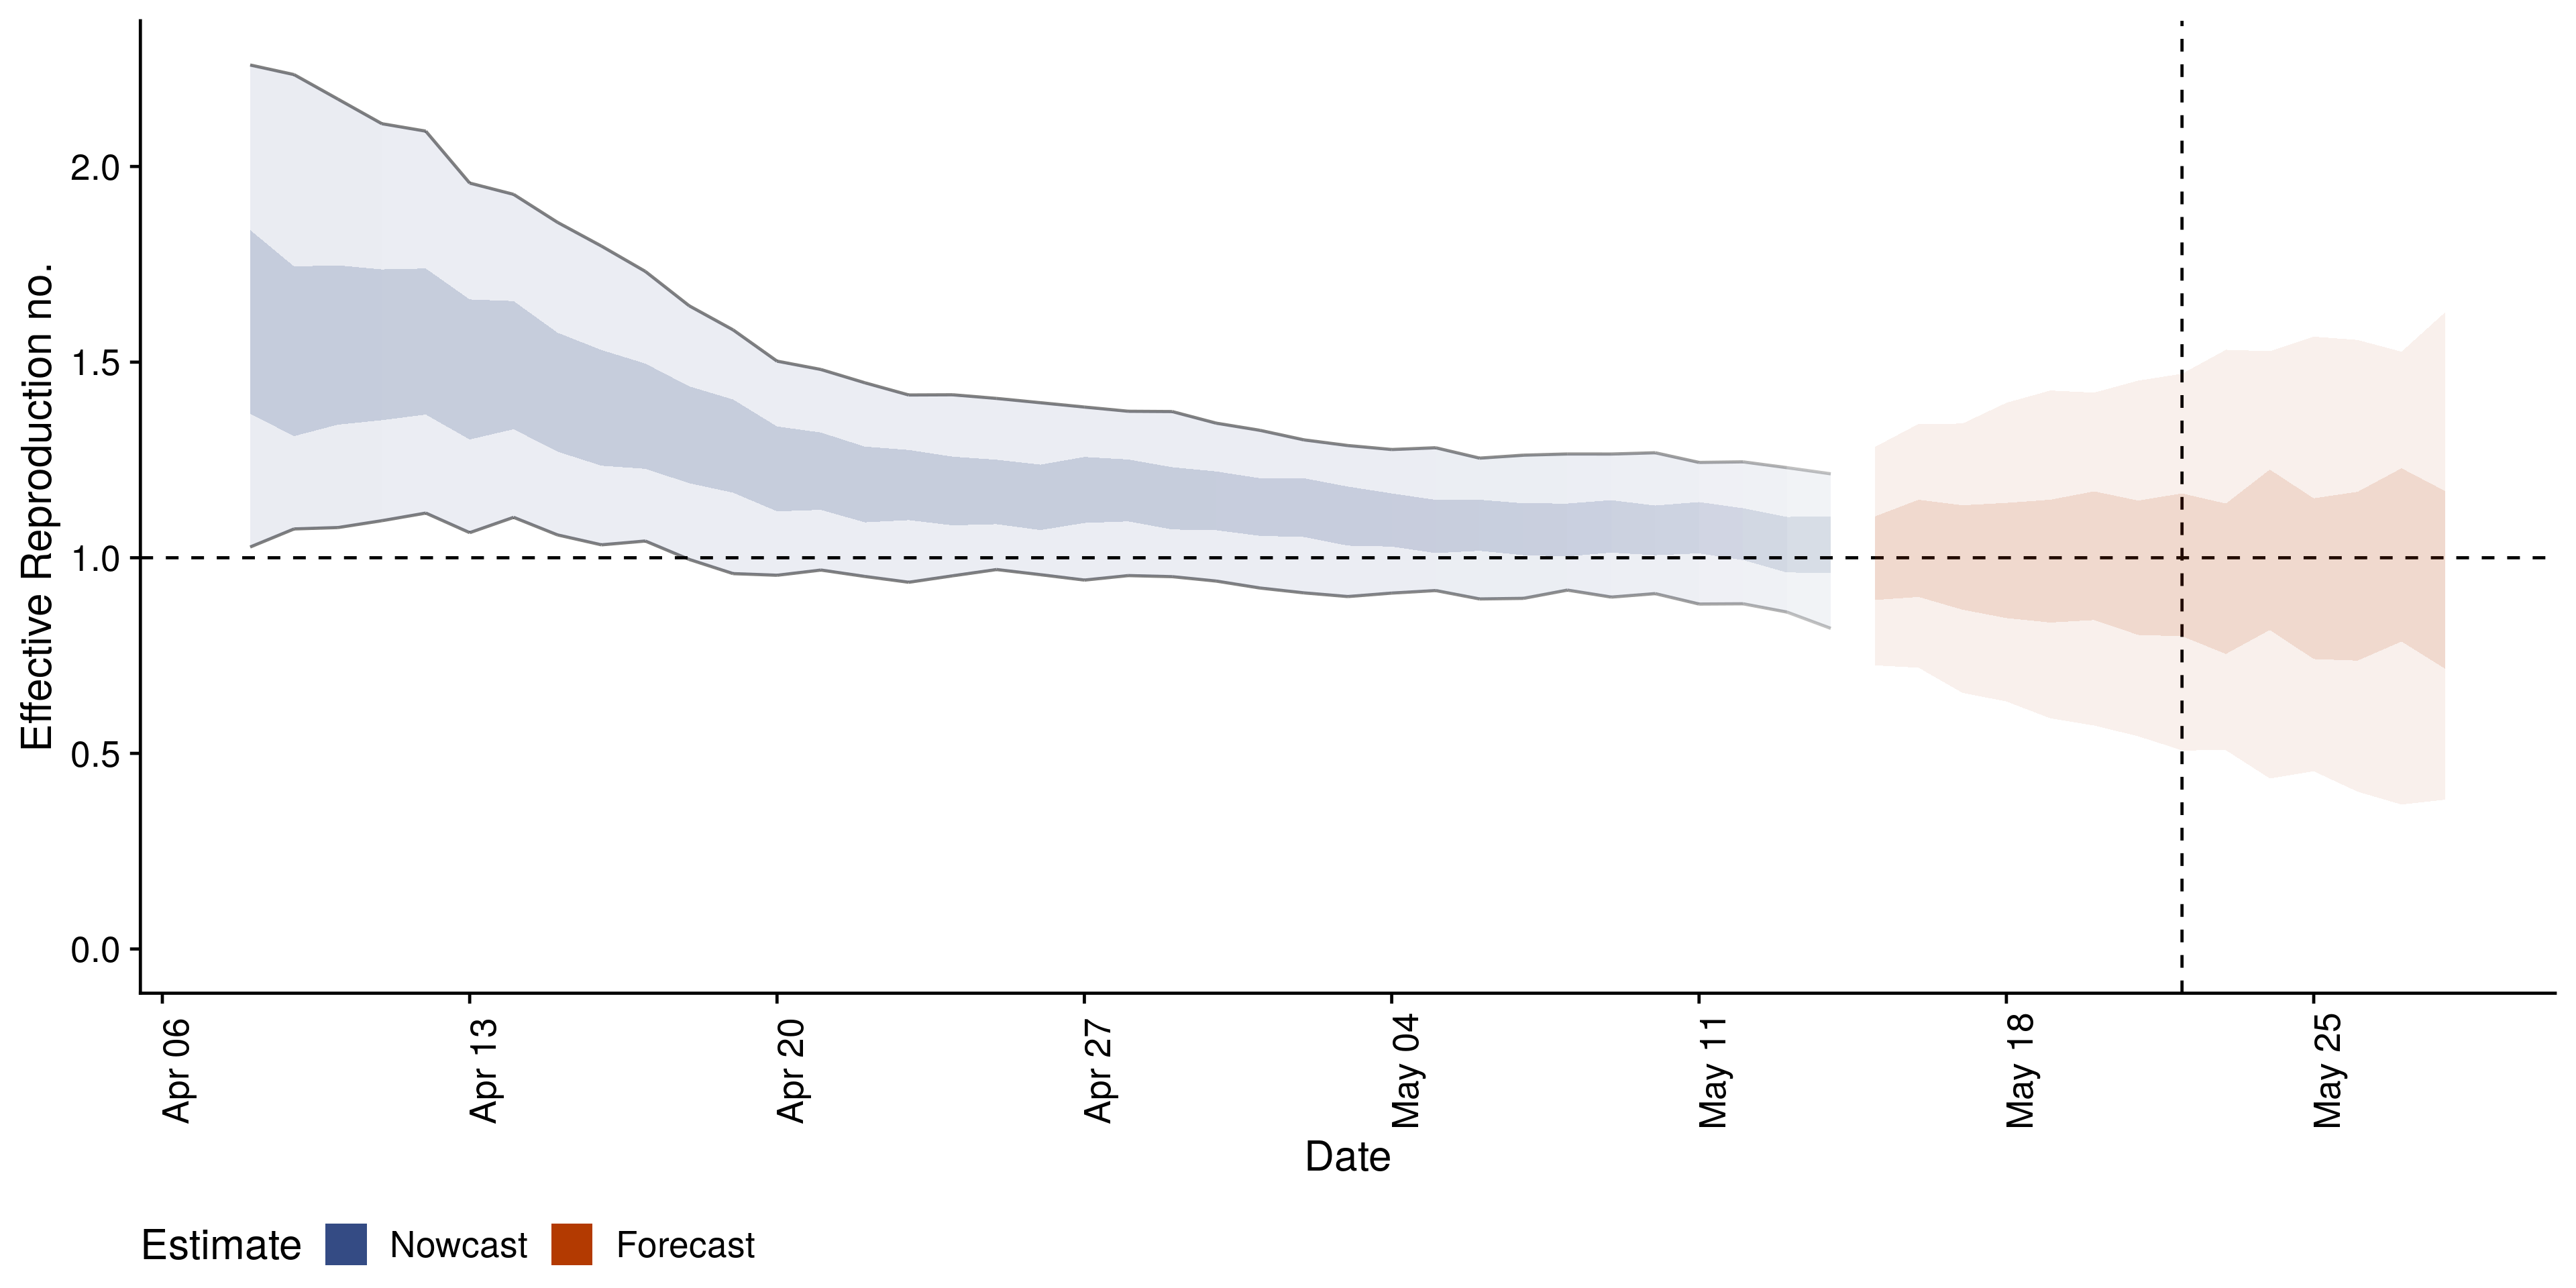 Effective Reproduction no.
2.0
1.5
1.0
0.5
0.0
Apr 06
Apr 13
Apr 20
Apr 27
May 04
May 11
May 18
May 25
Date
Estimate Nowcast Forecast